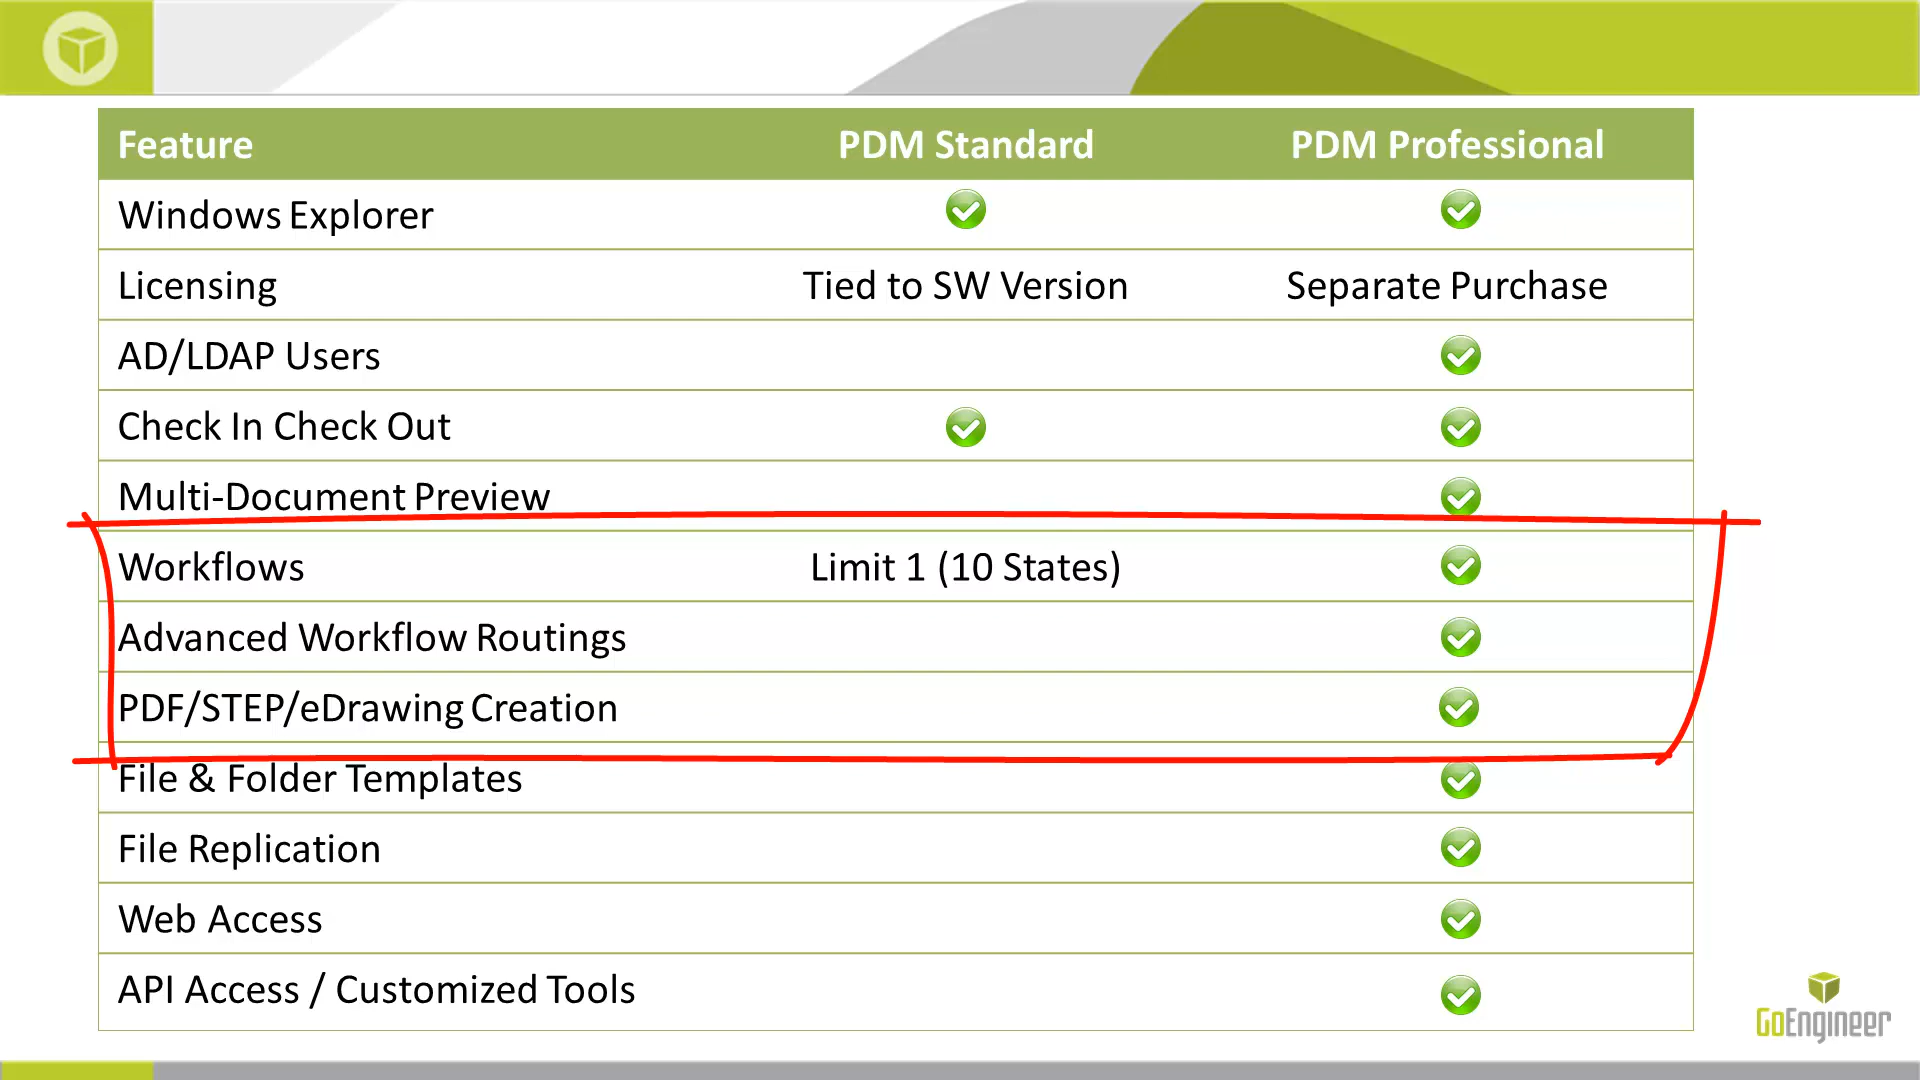 Feature PDM Standard PDM Professional
Windows Explorer
Licensing Tied to SW Version Separate Purchase
AD/LDAP Users
Check In Check Out
Multi-Document Preview
Workflows Limit 1 (10 States)
Advanced Workflow Routings
PDF/STEP/eDrawing Creation
File & Folder Templates
File Replication
Web Access
API Access / Customized Tools
GoEngineer